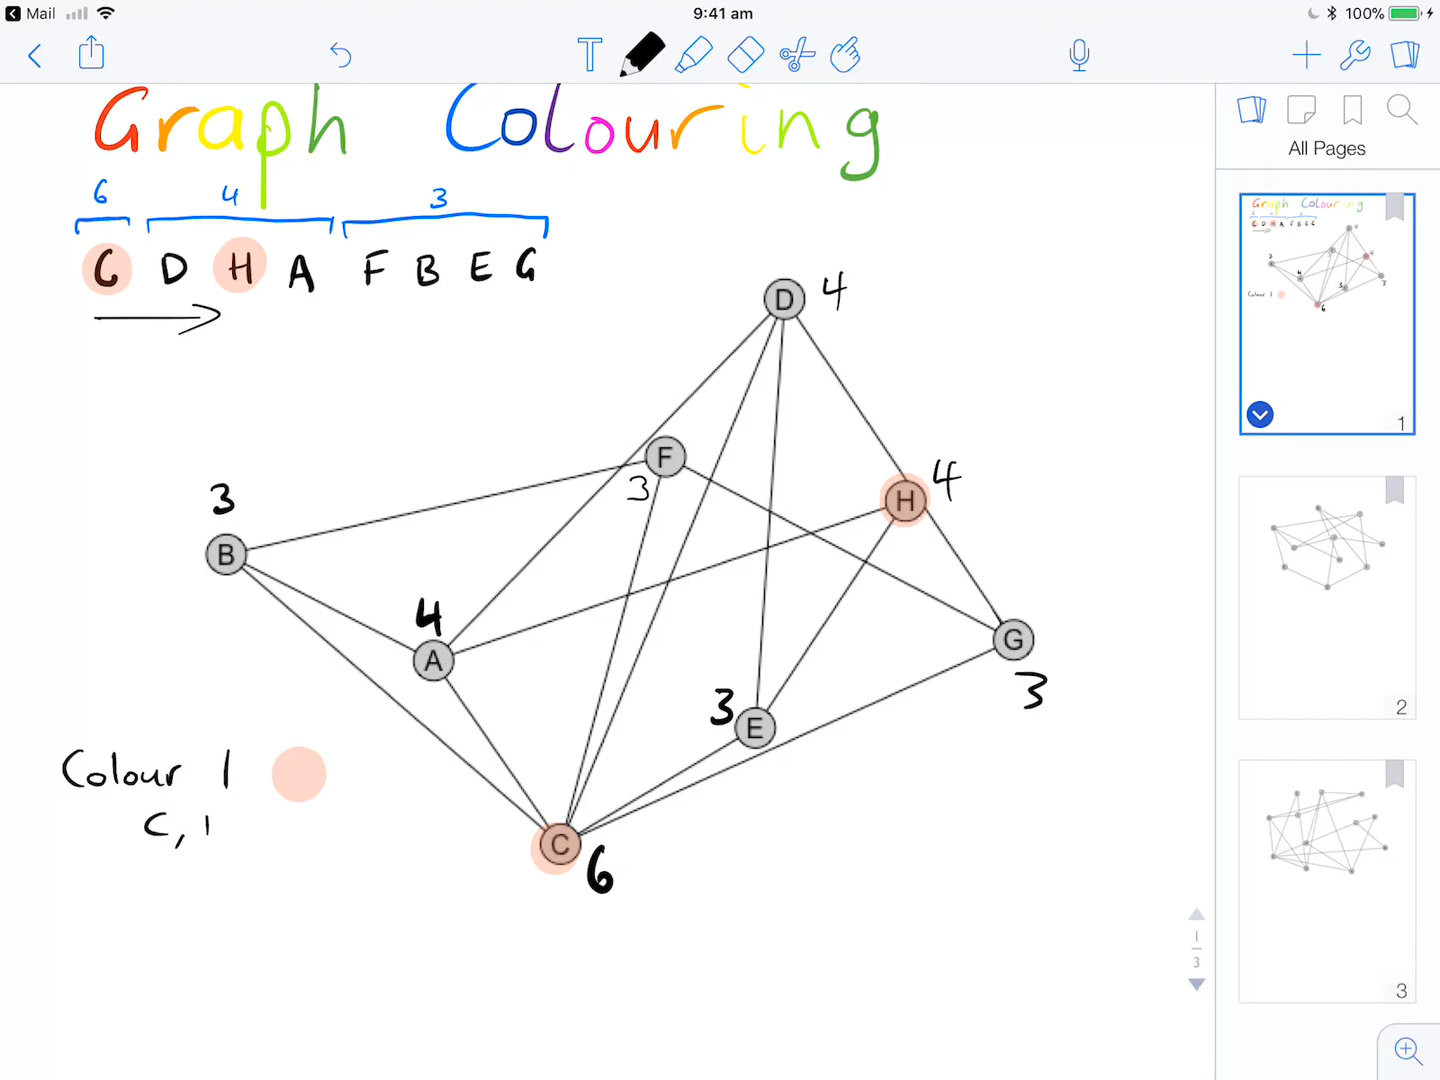 Mail 9:41 am 100%
T
Graph Colouring
All Pages
6 4 3
C D H A F B E G
D 4
F
3
H 4
3
B
4
A
G
3
3 E
Colour 1
C, I
C
6
1
2
3
1
3